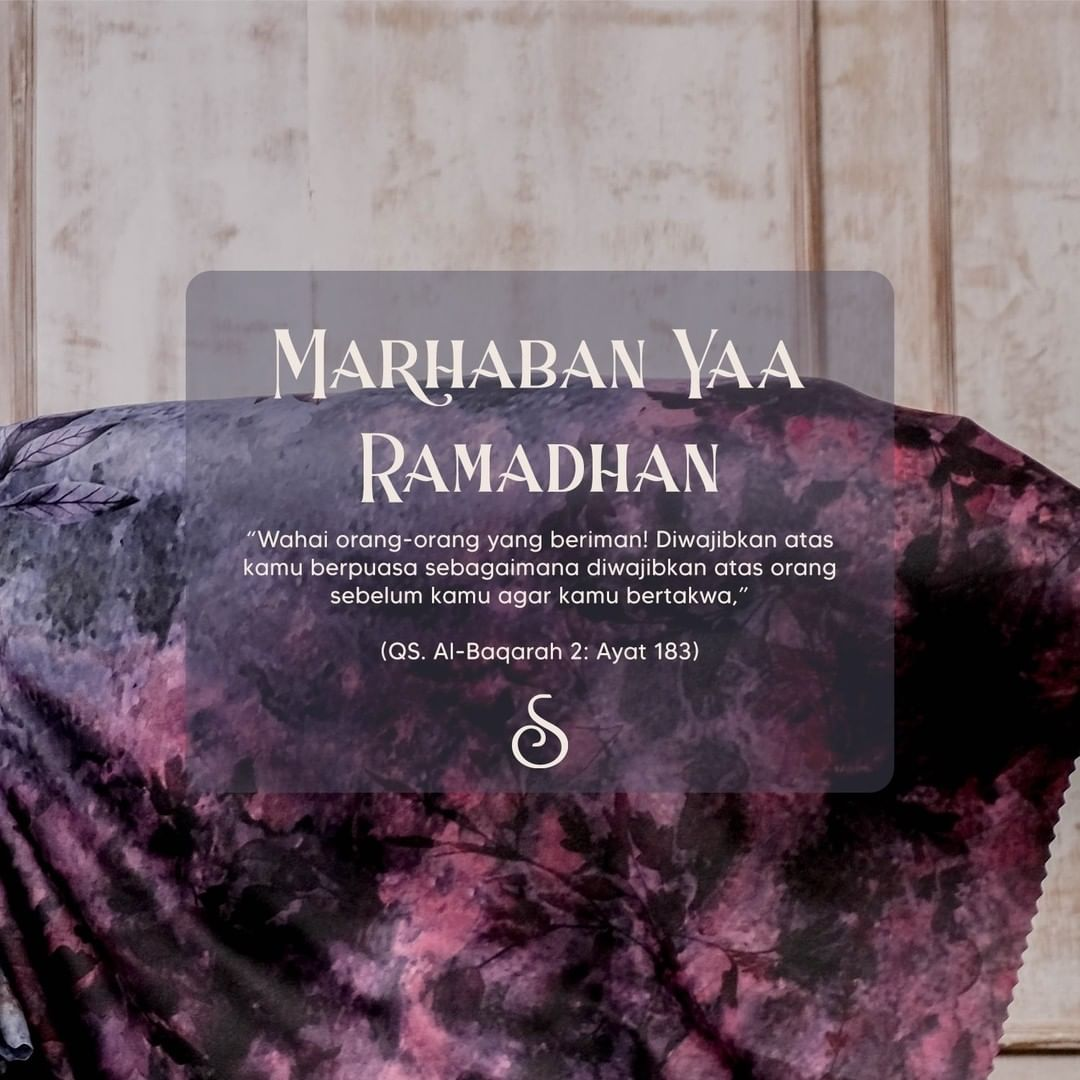 Marhaban Yaa
Ramadhan
“Wahai orang-orang yang beriman! Diwajibkan atas
kamu berpuasa sebagaimana diwajibkan atas orang
sebelum kamu agar kamu bertakwa,”
(QS. Al-Baqarah 2: Ayat 183)
S